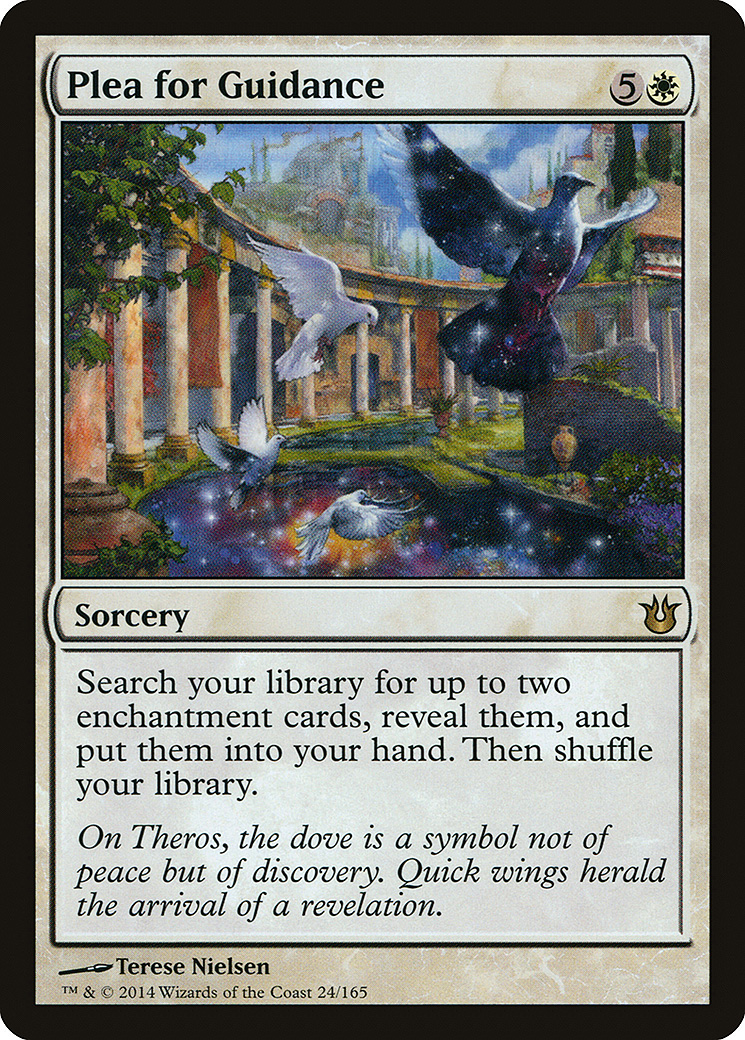 Plea for Guidance 5
Sorcery
Search your library for up to two
enchantment cards, reveal them, and
put them into your hand. Then shuffle
your library.
On Theros, the dove is a symbol not of
peace but of discovery. Quick wings herald
the arrival of a revelation.
Terese Nielsen
™ & © 2014 Wizards of the Coast 24/165